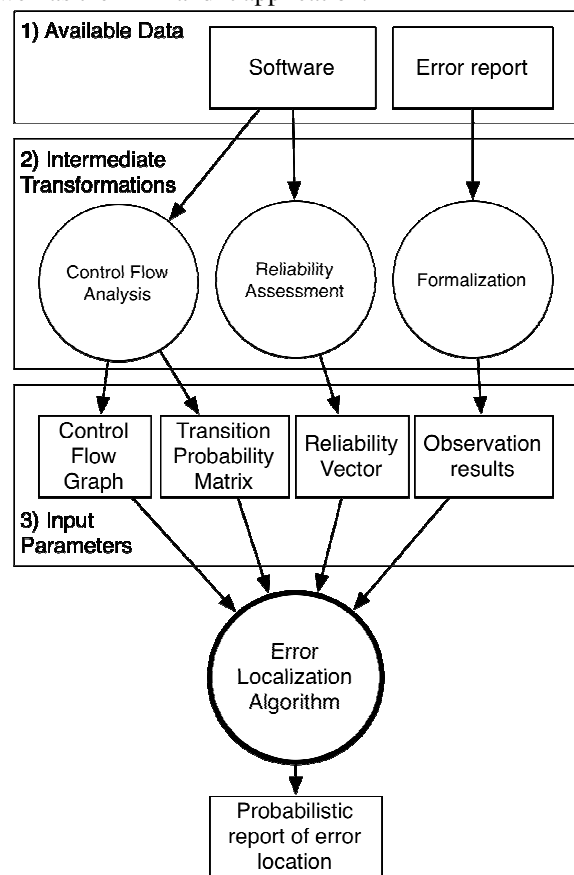 1) Available Data
Software
Error report
2) Intermediate
Transformations
Control Flow
Analysis
Reliability
Assessment
Formalization
Control
Flow
Graph
Transition
Probability
Matrix
Reliability
Vector
Observation
results
3) Input
Parameters
Error
Localization
Algorithm
Probabilistic
report of error
location